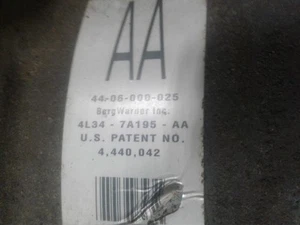 AA
44-06-000-025
BorgWarner Inc.
4L34 - 7A195 - AA
U.S. PATENT NO.
4,440,042